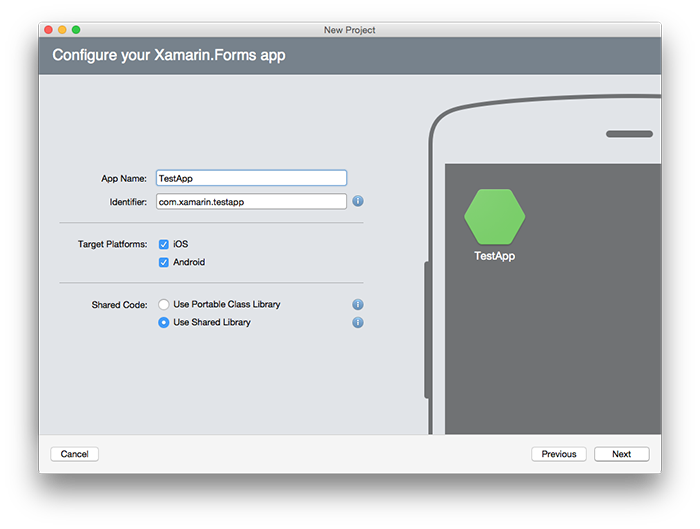 New Project
Configure your Xamarin.Forms app
App Name: TestApp
Identifier: com.xamarin.testapp
i
Target Platforms: iOS
Android
Shared Code: Use Portable Class Library
i
Use Shared Library
i
TestApp
Cancel
Previous
Next